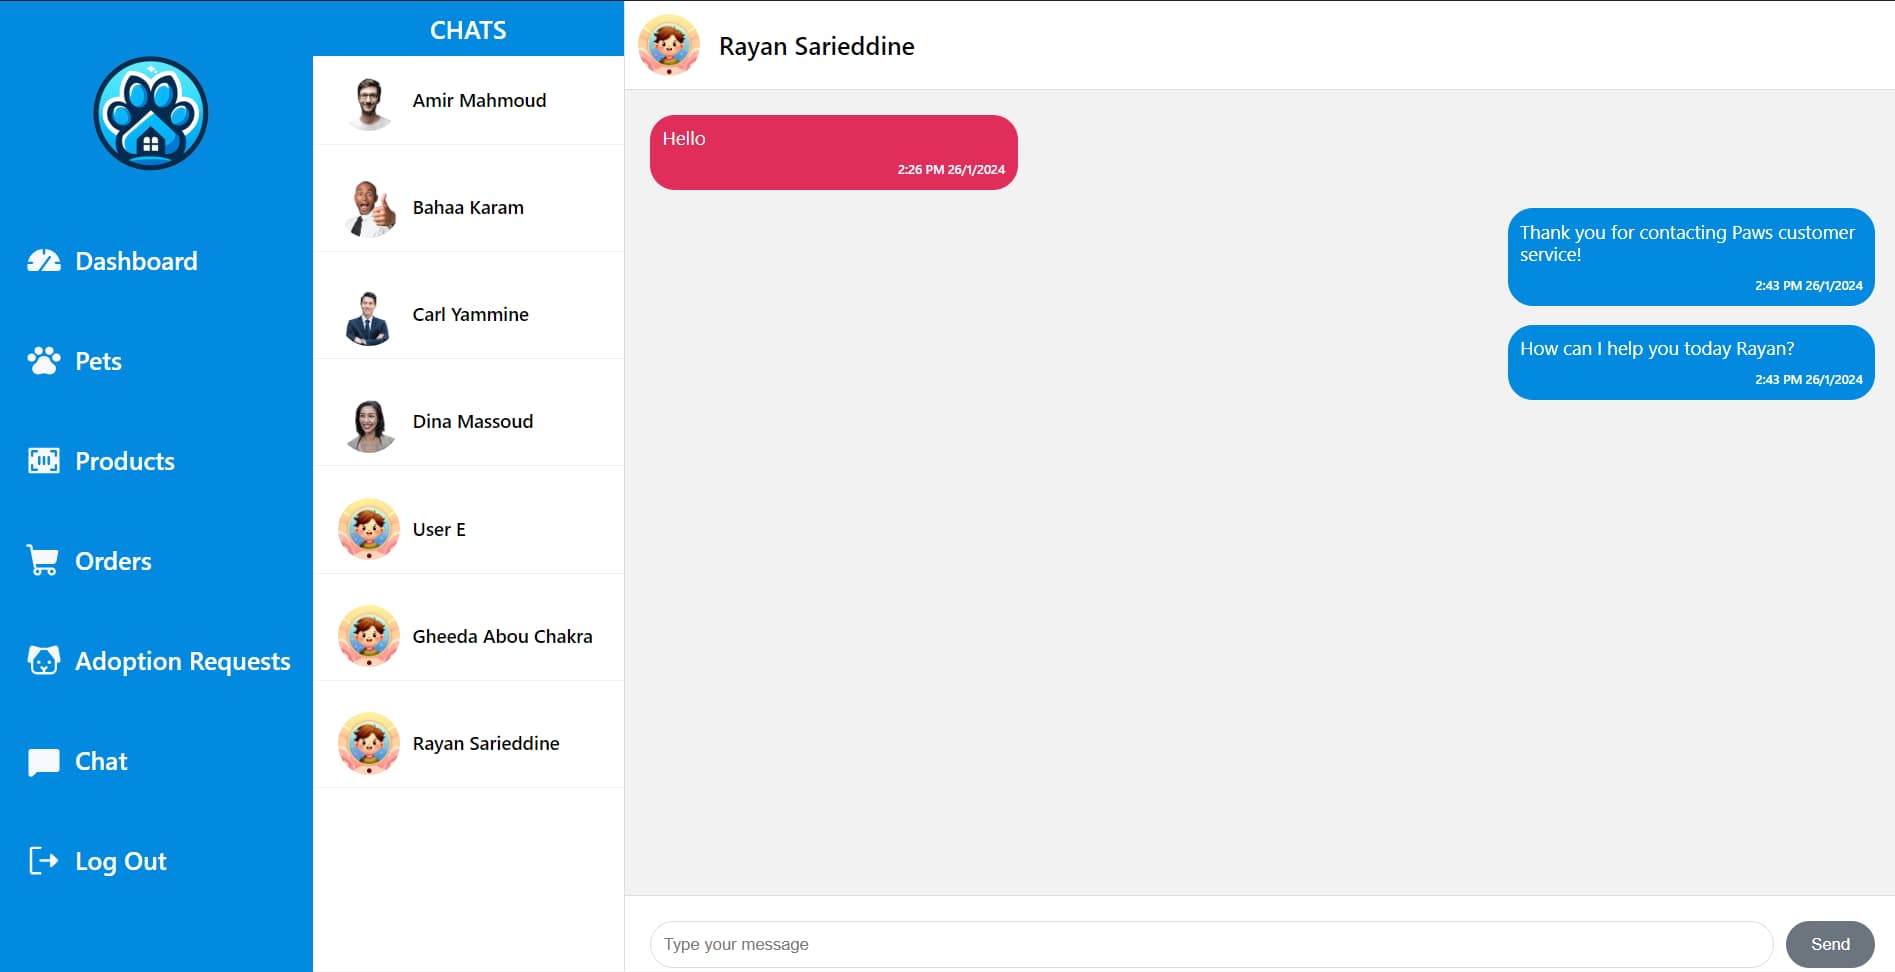 Dashboard
Pets
Products
Orders
Adoption Requests
Chat
Log Out
CHATS
Amir Mahmoud
Bahaa Karam
Carl Yammine
Dina Massoud
User E
Gheeda Abou Chakra
Rayan Sarieddine
Rayan Sarieddine
Hello
2:26 PM 26/1/2024
Thank you for contacting Paws customer
service!
2:43 PM 26/1/2024
How can I help you today Rayan?
2:43 PM 26/1/2024
Type your message
Send